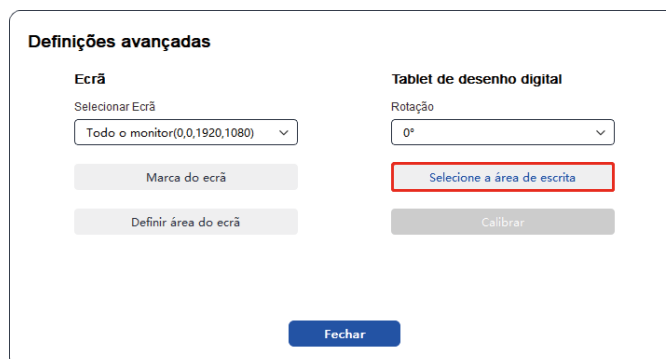 Definições avançadas
Ecrã
Selecionar Ecrã
Todo o monitor(0,0,1920,1080)
Marca do ecrã
Definir área do ecrã
Tablet de desenho digital
Rotação
0°
Selecione a área de escrita
Calibrar
Fechar